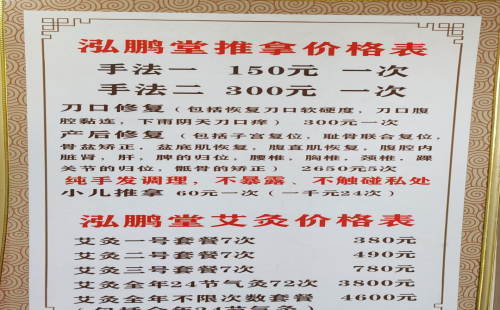 泓鹏堂推拿价格表
手法一 150元 一次
手法二 300元 一次
刀口修复(包括恢复刀口软硬度,刀口腹
腔黏连,下雨阴天刀口痒) 300元一次
产后修复(包括子宫复位,耻骨联合复位,
骨盆矫正,盆底肌恢复,腹直肌恢复,腹腔内
脏肾,肝,脾的归位,腰椎,胸椎,颈椎,踝
关节的归位,骶骨的矫正) 2650元5次
纯手发调理,不暴露、不触碰私处
小儿推拿 60元一次(一千元24次)
泓鹏堂艾灸价格表
艾灸一号套餐7次 380元
艾灸二号套餐7次 490元
艾灸三号套餐7次 780元
艾灸全年24节气灸72次 3800元
艾灸全年不限次数套餐 4600元
(包括全年24节气灸)